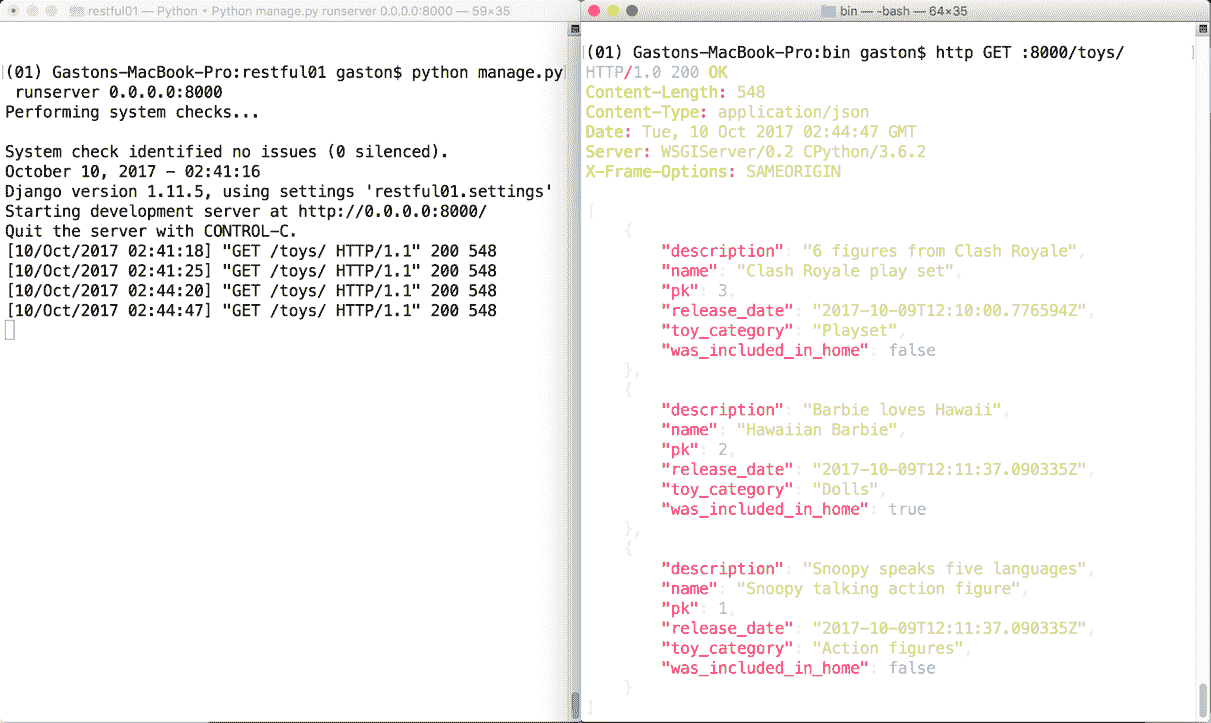 restful01 — Python • Python manage.py runserver 0.0.0.0:8000 — 59×35
(01) Gastons-MacBook-Pro:restful01 gaston$ python manage.py
 runserver 0.0.0.0:8000
Performing system checks...
System check identified no issues (0 silenced).
October 10, 2017 - 02:41:16
Django version 1.11.5, using settings 'restful01.settings'
Starting development server at http://0.0.0.0:8000/
Quit the server with CONTROL-C.
[10/Oct/2017 02:41:18] "GET /toys/ HTTP/1.1" 200 548
[10/Oct/2017 02:41:25] "GET /toys/ HTTP/1.1" 200 548
[10/Oct/2017 02:44:20] "GET /toys/ HTTP/1.1" 200 548
[10/Oct/2017 02:44:47] "GET /toys/ HTTP/1.1" 200 548
bin — -bash — 64×35
(01) Gastons-MacBook-Pro:bin gaston$ http GET :8000/toys/
HTTP/1.0 200 OK
Content-Length: 548
Content-Type: application/json
Date: Tue, 10 Oct 2017 02:44:47 GMT
Server: WSGIServer/0.2 CPython/3.6.2
X-Frame-Options: SAMEORIGIN
[
    {
        "description": "6 figures from Clash Royale",
        "name": "Clash Royale play set",
        "pk": 3,
        "release_date": "2017-10-09T12:10:00.776594Z",
        "toy_category": "Playset",
        "was_included_in_home": false
    },
    {
        "description": "Barbie loves Hawaii",
        "name": "Hawaiian Barbie",
        "pk": 2,
        "release_date": "2017-10-09T12:11:37.090335Z",
        "toy_category": "Dolls",
        "was_included_in_home": true
    },
    {
        "description": "Snoopy speaks five languages",
        "name": "Snoopy talking action figure",
        "pk": 1,
        "release_date": "2017-10-09T12:11:37.090335Z",
        "toy_category": "Action figures",
        "was_included_in_home": false
    }
]